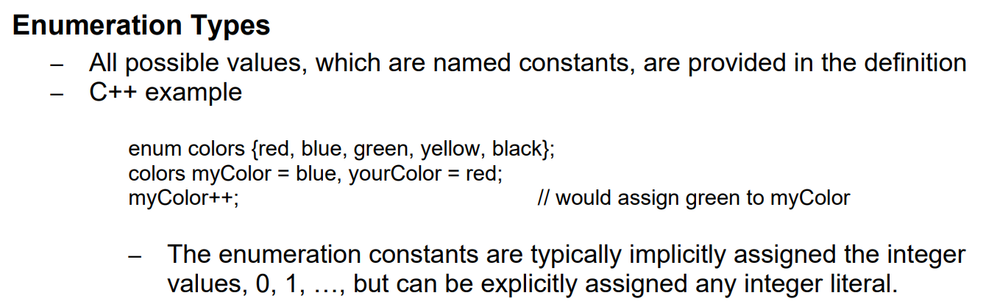 Enumeration Types
– All possible values, which are named constants, are provided in the definition
– C++ example
enum colors {red, blue, green, yellow, black};
colors myColor = blue, yourColor = red;
myColor++; // would assign green to myColor
– The enumeration constants are typically implicitly assigned the integer
values, 0, 1, …, but can be explicitly assigned any integer literal.